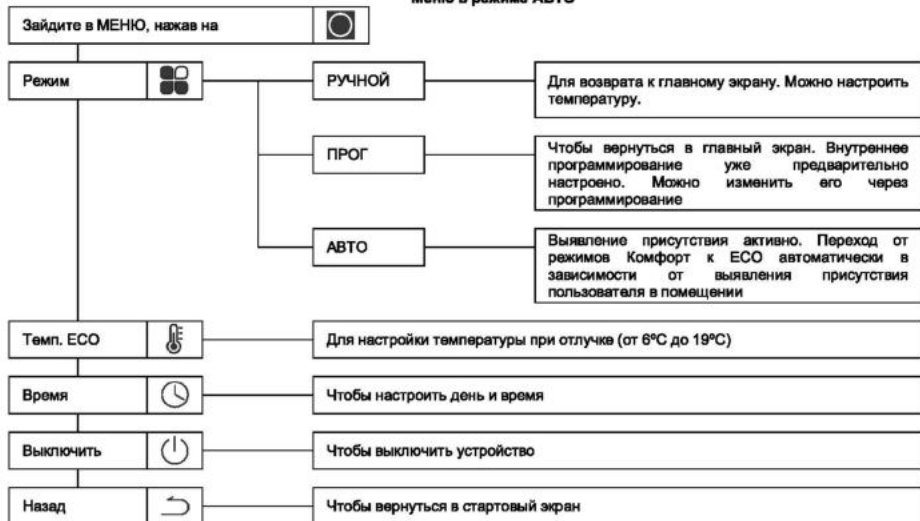 Меню в режиме АВТО
Зайдите в МЕНЮ, нажав на
Режим
РУЧНОЙ
Для возврата к главному экрану. Можно настроить
температуру.
ПРОГ
Чтобы вернуться в главный экран. Внутреннее
программирование уже предварительно
настроено. Можно изменить его через
программирование
АВТО
Выявление присутствия активно. Переход от
режимов Комфорт к ECO автоматически в
зависимости от выявления присутствия
пользователя в помещении
Темп. ECO
Для настройки температуры при отлучке (от 6ºC до 19ºC)
Время
Чтобы настроить день и время
Выключить
Чтобы выключить устройство
Назад
Чтобы вернуться в стартовый экран